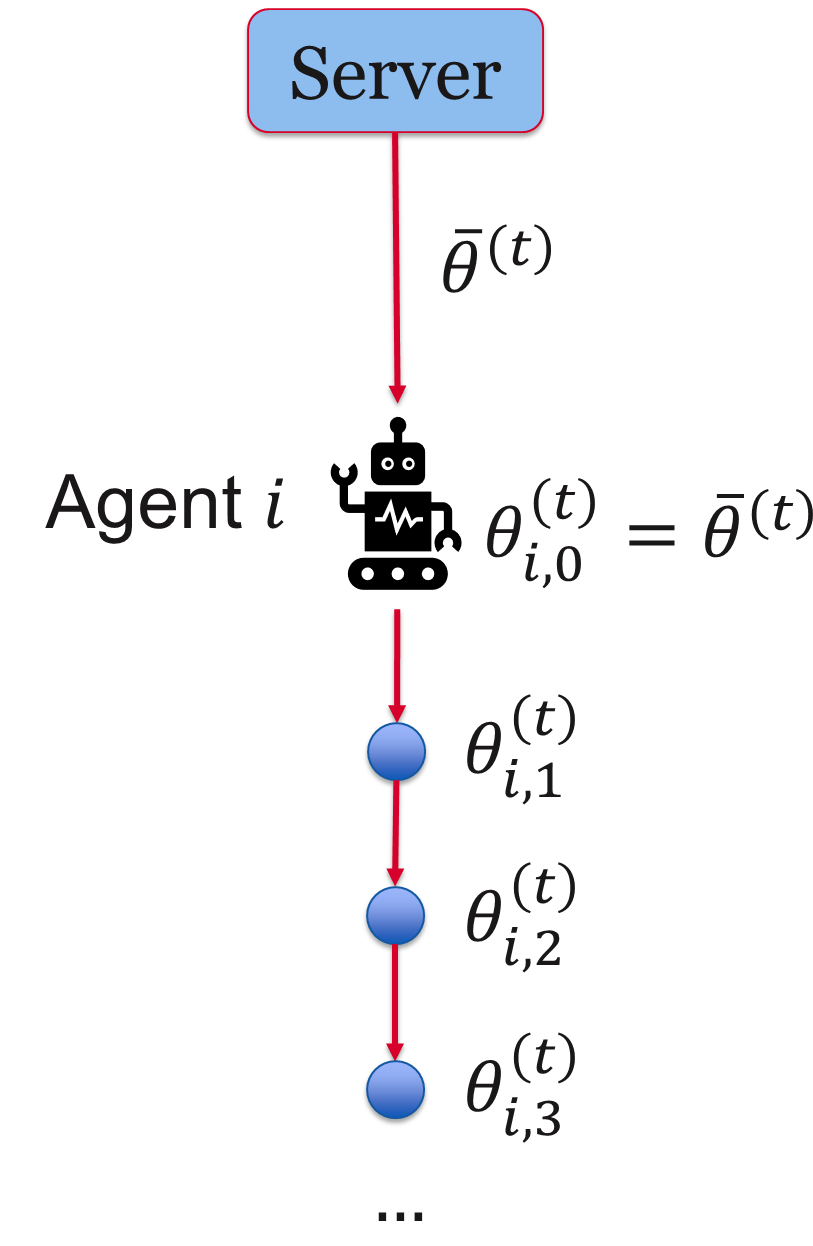 Server
θ̄^(t)
Agent i θ_{i,0}^(t) = θ̄^(t)
θ_{i,1}^(t)
θ_{i,2}^(t)
θ_{i,3}^(t)
...